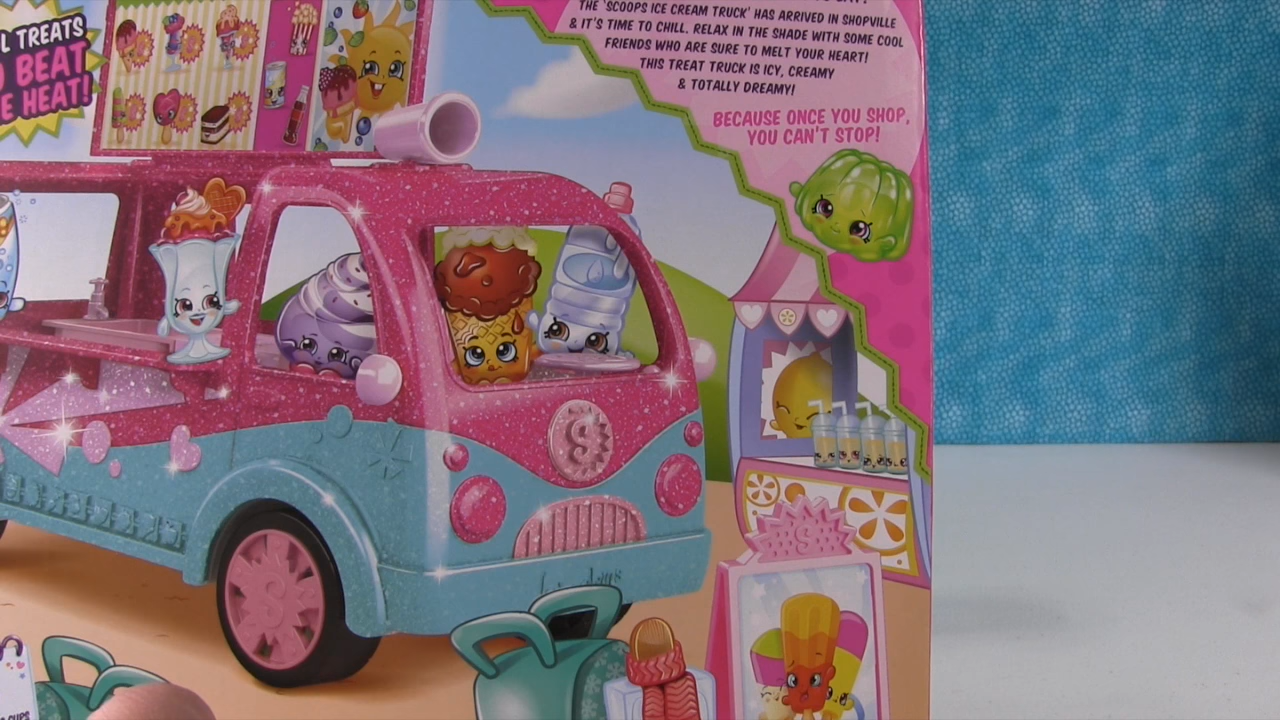 THE 'SCOOPS ICE CREAM TRUCK' HAS ARRIVED IN SHOPVILLE
& IT'S TIME TO CHILL. RELAX IN THE SHADE WITH SOME COOL
FRIENDS WHO ARE SURE TO MELT YOUR HEART!
THIS TREAT TRUCK IS ICY, CREAMY
& TOTALLY DREAMY!
BECAUSE ONCE YOU SHOP,
YOU CAN'T STOP!
L TREATS
O BEAT
E HEAT!
S
CUPS